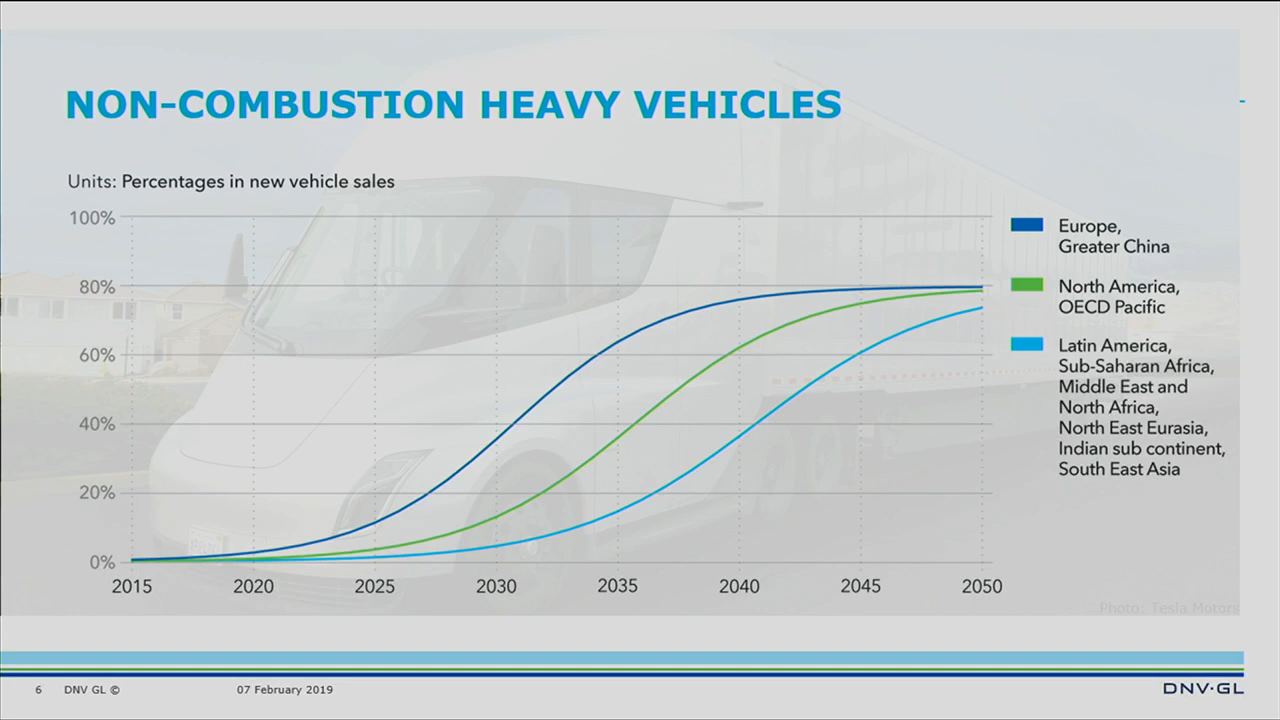 NON-COMBUSTION HEAVY VEHICLES
Units: Percentages in new vehicle sales
100%
80%
60%
40%
20%
0%
2015 2020 2025 2030 2035 2040 2045 2050
Europe,
Greater China
North America,
OECD Pacific
Latin America,
Sub-Saharan Africa,
Middle East and
North Africa,
North East Eurasia,
Indian sub continent,
South East Asia
Photo: Tesla Motors
6 DNV GL © 07 February 2019
DNV·GL